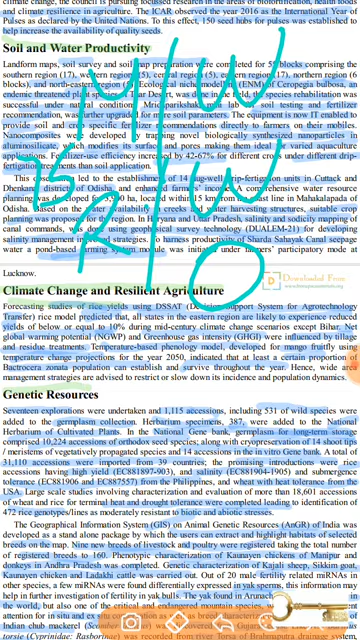 climate change, the council is pursuing focussed research in the areas of biofortification, health foods
and climate resilience in agriculture. The ICAR observed the year 2016 as the International Year of
Pulses as declared by the United Nations. To this effect, 150 seed hubs for pulses was established to
help increase the availability of quality seeds.
Soil and Water Productivity
Landform maps, soil survey and soil map preparation were completed for 55 blocks comprising the
southern region (17), western region (5), central region (5), eastern region (17), northern region (6
blocks), and north-eastern region Ecological niche modelling (ENM) of Ceropegia bulbosa, an
endemic threatened plant species of Thar Desert, was done in the field, species rehabilitation was
successful under natural condition. Mridaparikshak lab soil testing and fertilizer
recommendation, was further upgraded for more soil parameters. The equipment is now IT enabled to
provide soil and crop specific fertilizer recommendations directly to farmers on their mobiles.
Nanocomposites were developed by trapping novel biologically synthesized nanoparticles in
aluminosilicate, which modifies its surface and pores making them ideal for varied aquaculture
applications. Fertilizer-use efficiency increased by 42-67% for different crops under different drip-
fertigation treatments than soil application.
This led to the establishment of 14 tube-well drip-fertigation units in Cuttack and
Dhenkanal districts of Odisha, and enhanced farmers' income. A comprehensive water resource
planning was developed for ha, located within 15 km from coast line in Mahakalapada of
Odisha. Based on the water availability in creeks and water harvesting structures, suitable crop
planning was proposed for the region. In Haryana and Uttar Pradesh, salinity and sodicity mapping of
canal commands, was done using geophysical survey technology (DUALEM-21) for developing
salinity management strategies. To harness productivity of Sharda Sahayak Canal seepage
water a pond-based farming system module was initiated under farmers' participatory mode at
Lucknow.
Downloaded From
Climate Change and Resilient Agriculture
Forecasting studies of rice yields using DSSAT (Decision Support System for Agrotechnology
Transfer) rice model predicted that, all states in the eastern region are likely to experience reduced
yields of below or equal to 10% during mid-century climate change scenarios except Bihar. Net
global warming potential (NGWP) and Greenhouse gas intensity (GHGI) were influenced by tillage
and residue treatments. Temperature-based phenology model, developed for mango fruitfly using
temperature change projections for the year 2050, indicated that at least a certain proportion of
Bactrocera zonata population can establish and survive throughout the year. Hence, wide area
management strategies are advised to restrict or slow down its incidence and population dynamics.
Genetic Resources
Seventeen explorations were undertaken and 1,115 accessions, including 531 of wild species were
added to the germplasm collection. Herbarium specimens, 387, were added to the National
Herbarium of Cultivated Plants. In the National Gene bank, germplasm for long-term storage
comprised 10,224 accessions of orthodox seed species; along with cryopreservation of 14 shoot tips
/ meristems of vegetatively propagated species and 14 accessions in the in vitro Gene bank. A total of
31,110 accessions were imported from 39 countries; the promising introductions were rice
accessions having high yield (EC881897-903), and salinity (EC881904-1905) and submergence
tolerance (EC881906 and EC887557) from the Philippines, and wheat with heat tolerance from the
USA. Large scale studies involving characterization and evaluation of more than 18,601 accessions
of wheat and rice for terminal heat and drought tolerance were completed leading to identification of
472 rice genotypes/lines as moderately resistant to biotic and abiotic stresses.
The Geographical Information System (GIS) on Animal Genetic Resources (AnGR) of India was
developed as a stand alone package by which the users can extract and highlight habitats of selected
breeds on the map. Nine new breeds of livestock and poultry were registered taking the total number
of registered breeds to 160. Phenotypic characterization of Kaunayen chicken of Manipur and
donkeys in Andhra Pradesh was completed. Genetic characterization of Kajali sheep, Sikkim goat,
Kaunayen chicken and Ladakhi cattle was carried out. Out of 20 male fertility related miRNAs in
other species, a few miRNAs were found differentially expressed in yak sperms, this information may
help in further investigation of fertility in yak bulls. The yak found in Arunachal
the world, but also one of the critical and endangered mountain species,
attention for in situ and ex situ
Indian chub mackerel
torpic (Cyprinidae: Rasborinae) was recorded from river Torsa of Brahmaputra drainage system